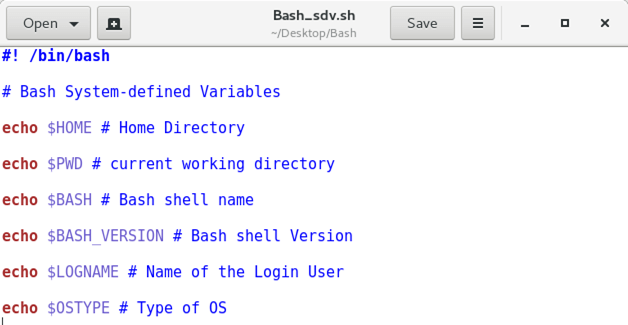 Open
Bash_sdv.sh
~/Desktop/Bash
Save
#! /bin/bash
# Bash System-defined Variables
echo $HOME # Home Directory
echo $PWD # current working directory
echo $BASH # Bash shell name
echo $BASH_VERSION # Bash shell Version
echo $LOGNAME # Name of the Login User
echo $OSTYPE # Type of OS